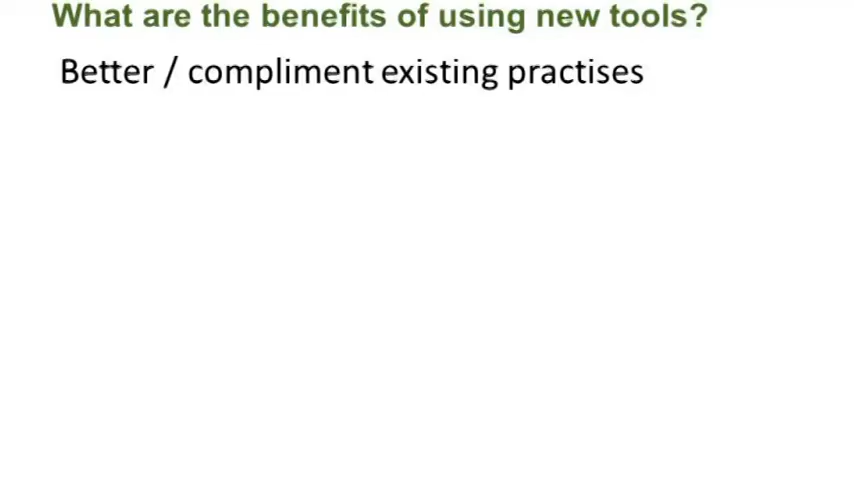 What are the benefits of using new tools?
Better / compliment existing practises